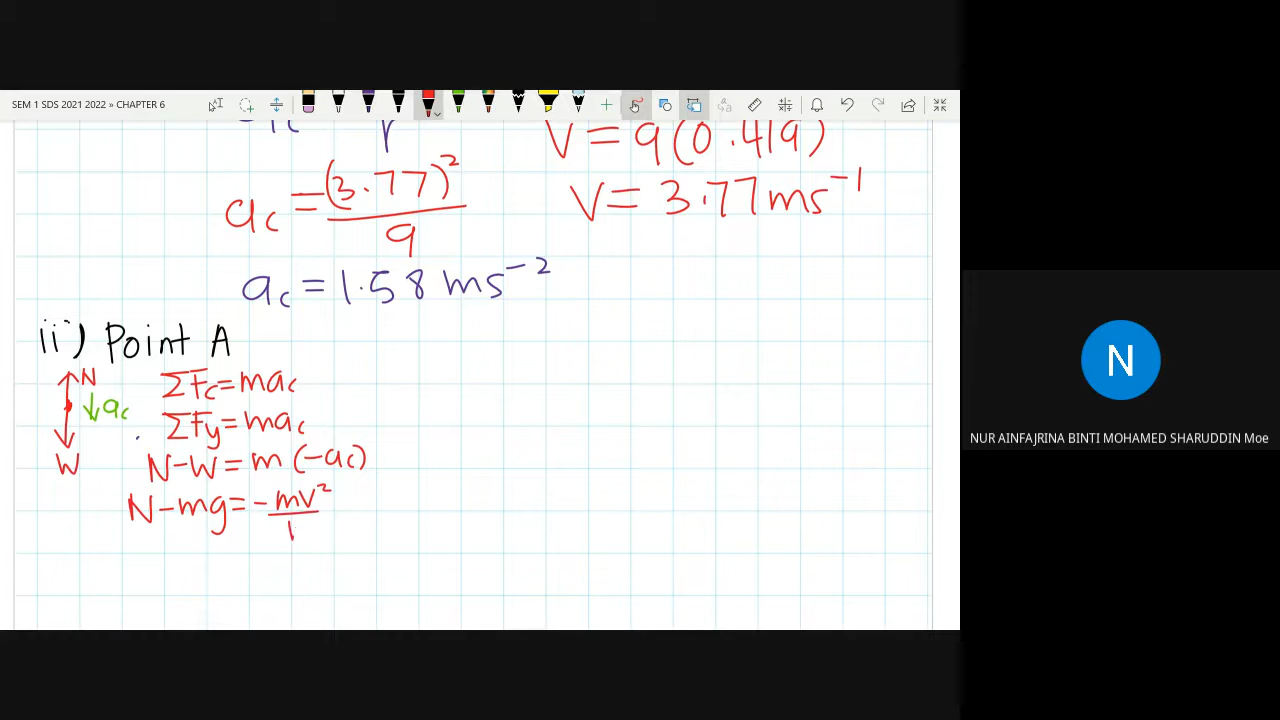 SEM 1 SDS 2021 2022 » CHAPTER 6
V = 9(0.419)
ac = (3.77)²
9
V = 3.77 ms⁻¹
ac = 1.58 ms⁻²
ii) Point A
N
ΣFc = mac
↓ac
ΣFy = mac
W
N - W = m (-ac)
N - mg = - mv²
N
NUR AINFAJRINA BINTI MOHAMED SHARUDDIN Moe